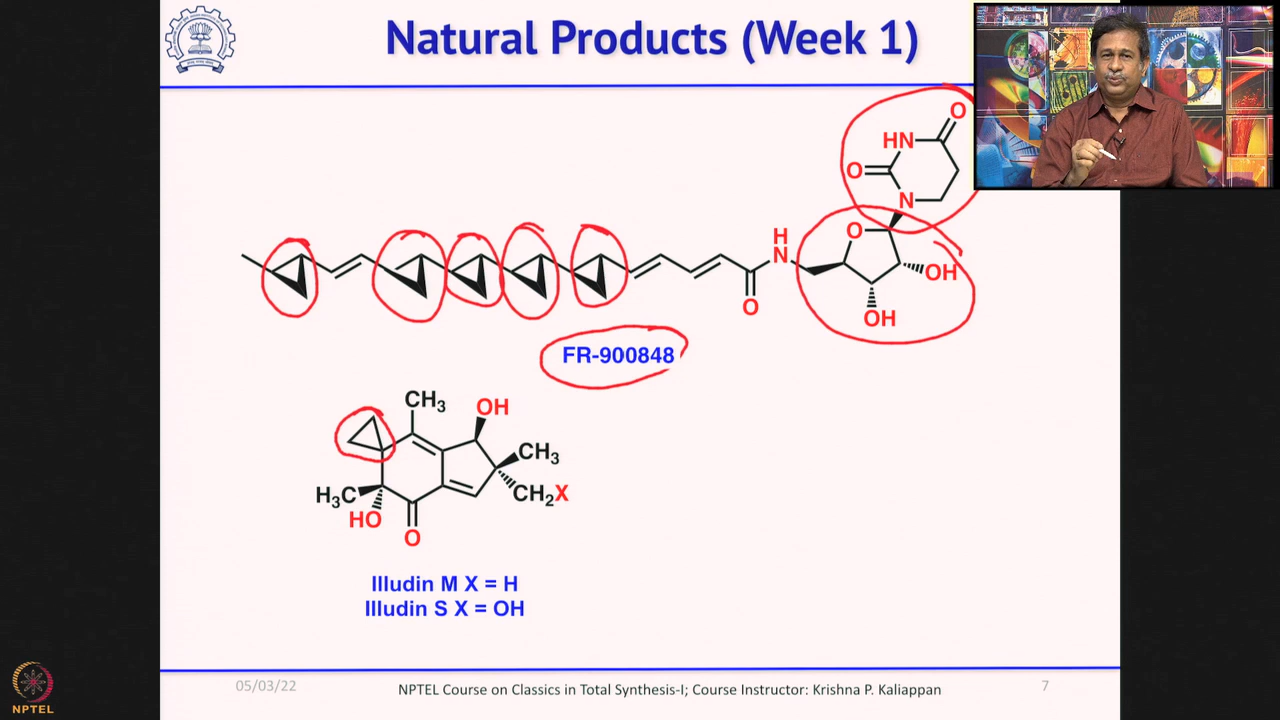 Natural Products (Week 1)
O
HN
O
N
H
N
O
OH
O
OH
FR-900848
CH3
OH
CH3
H3C
CH2X
HO
O
Illudin M X = H
Illudin S X = OH
05/03/22
NPTEL Course on Classics in Total Synthesis-I; Course Instructor: Krishna P. Kaliappan
7
NPTEL